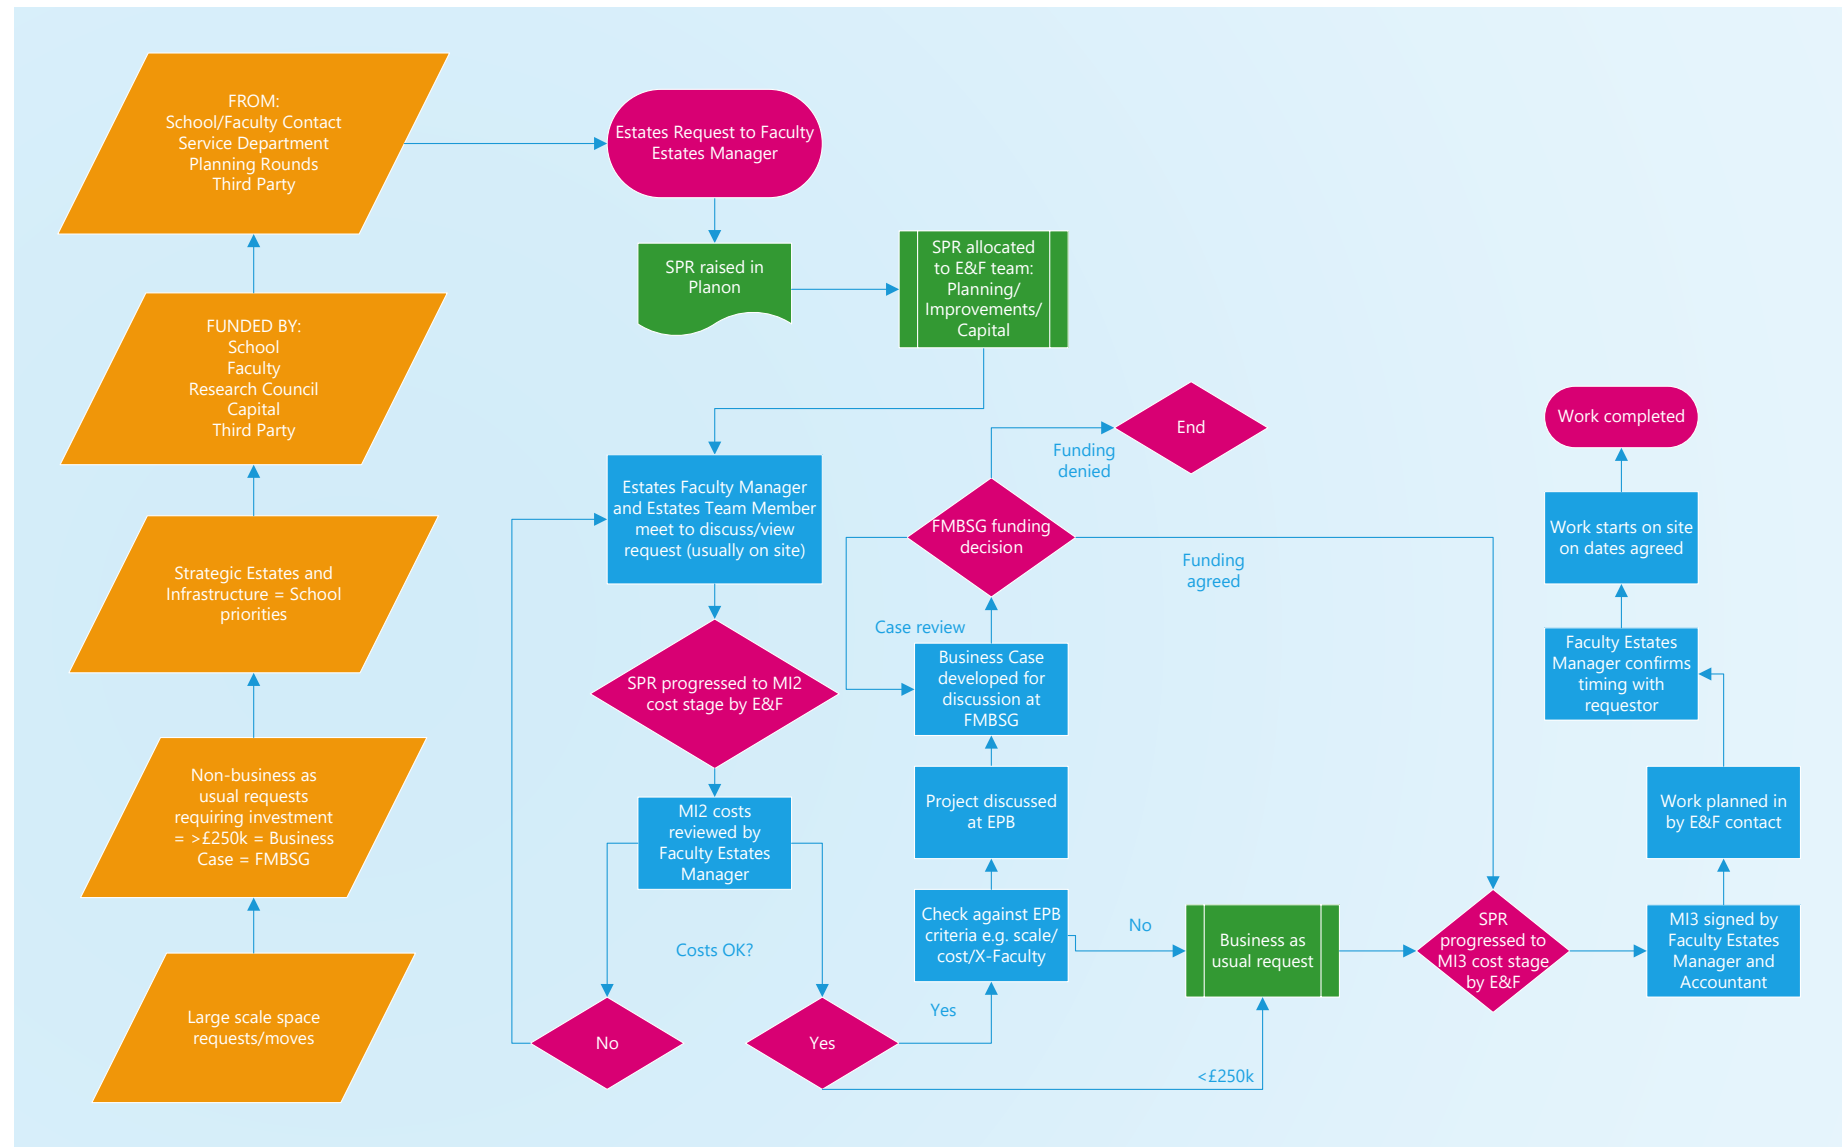 FROM:
School/Faculty Contact
Service Department
Planning Rounds
Third Party
FUNDED BY:
School
Faculty
Research Council
Capital
Third Party
Strategic Estates and
Infrastructure = School
priorities
Non-business as
usual requests
requiring investment
= >£250k = Business
Case = FMBSG
Large scale space
requests/moves
Estates Request to Faculty
Estates Manager
SPR raised in
Planon
SPR allocated
to E&F team:
Planning/
Improvements/
Capital
Estates Faculty Manager
and Estates Team Member
meet to discuss/view
request (usually on site)
SPR progressed to MI2
cost stage by E&F
MI2 costs
reviewed by
Faculty Estates
Manager
Costs OK?
No
Yes
Yes
Check against EPB
criteria e.g. scale/
cost/X-Faculty
No
Project discussed
at EPB
Business Case
developed for
discussion at
FMBSG
Case review
FMBSG funding
decision
Funding
denied
End
Funding
agreed
<£250k
Business as
usual request
SPR
progressed to
MI3 cost stage
by E&F
MI3 signed by
Faculty Estates
Manager and
Accountant
Work planned in
by E&F contact
Faculty Estates
Manager confirms
timing with
requestor
Work starts on site
on dates agreed
Work completed